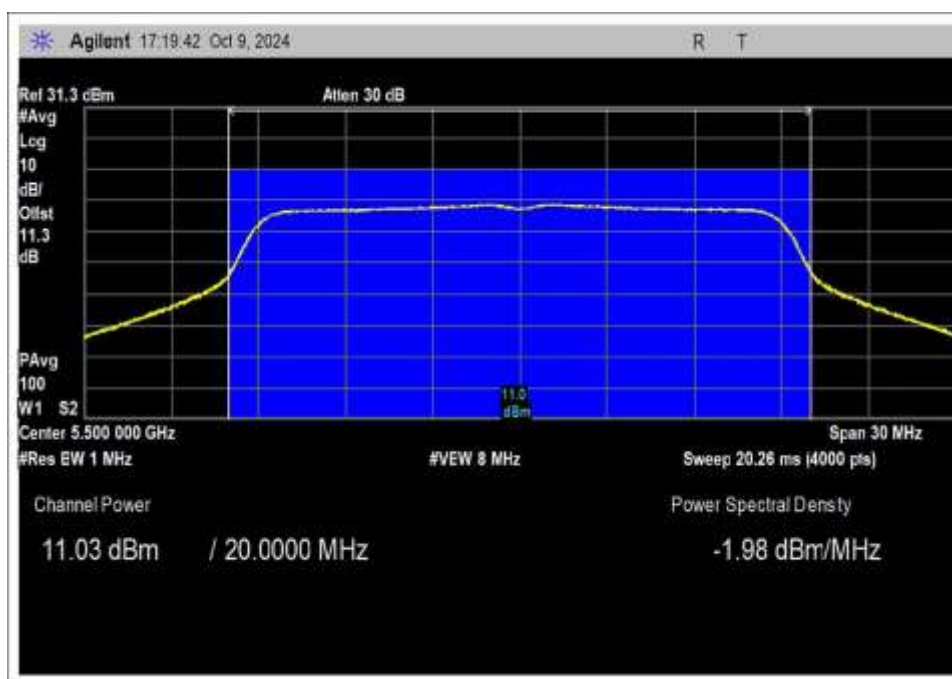 Agilent 17:19:42 Oct 9, 2024 R T
Ref 31.3 dBm Atten 30 dB
#Avg
Log
10
dB/
Offst
11.3
dB
PAvg
100
W1 S2
11.0
dBm
Center 5.500 000 GHz Span 30 MHz
#Res BW 1 MHz #VBW 8 MHz Sweep 20.26 ms (4000 pts)
Channel Power Power Spectral Density
11.03 dBm / 20.0000 MHz -1.98 dBm/MHz